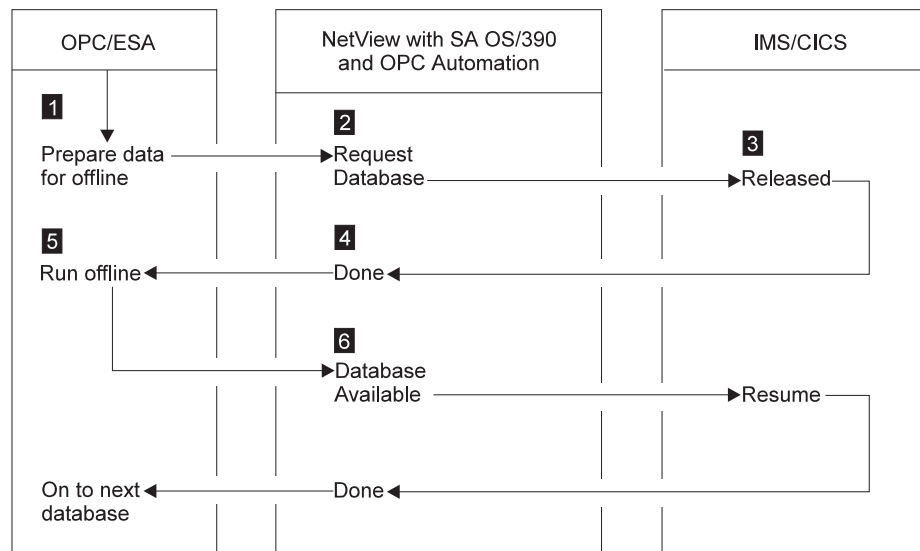 OPC/ESA
NetView with SA OS/390
and OPC Automation
IMS/CICS
1
Prepare data
for offline
2
Request
Database
3
Released
4
Done
5
Run offline
6
Database
Available
Resume
Done
On to next
database